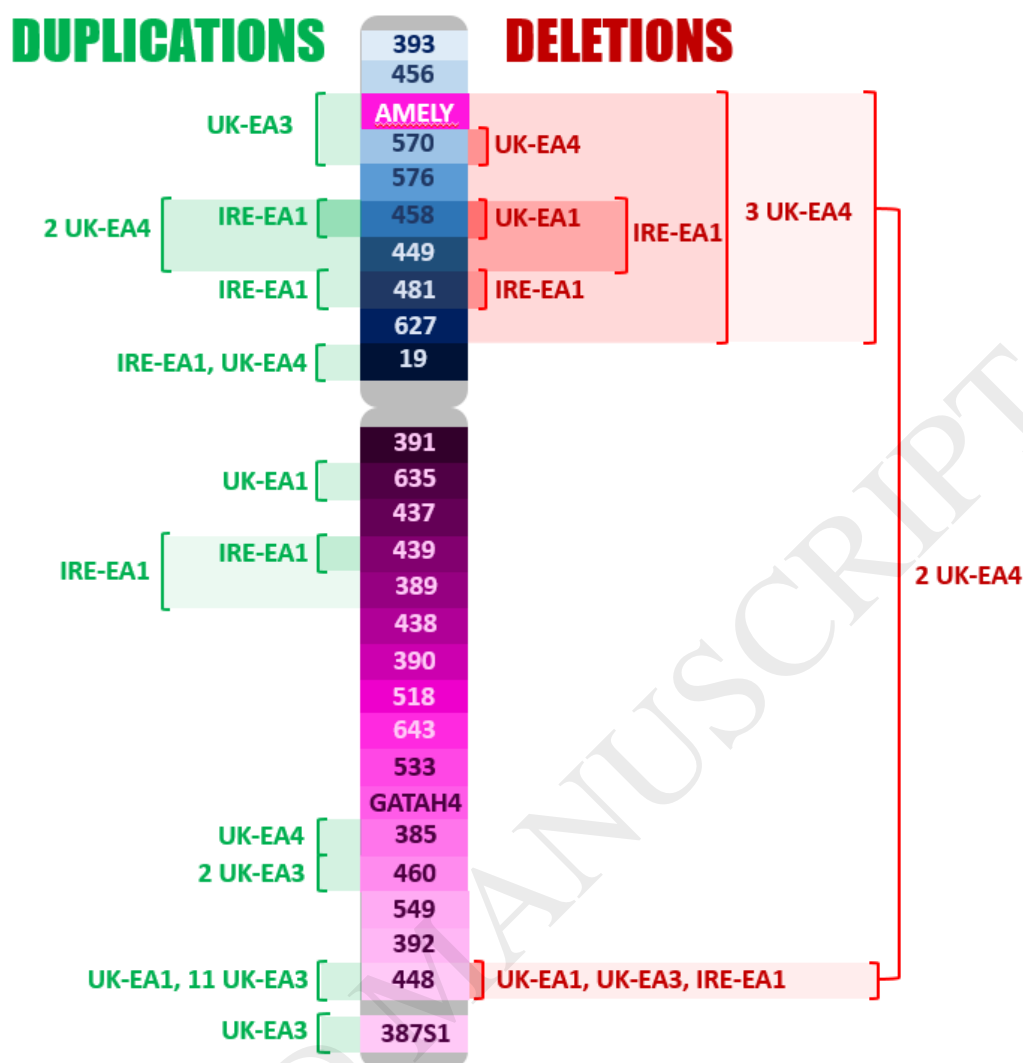 DUPLICATIONS
DELETIONS
393
456
AMELY
UK-EA3
570
UK-EA4
576
3 UK-EA4
2 UK-EA4
IRE-EA1
458
UK-EA1
IRE-EA1
449
IRE-EA1
481
IRE-EA1
627
IRE-EA1, UK-EA4
19
391
UK-EA1
635
437
IRE-EA1
IRE-EA1
439
389
2 UK-EA4
438
390
518
643
533
GATAH4
UK-EA4
385
2 UK-EA3
460
549
392
UK-EA1, 11 UK-EA3
448
UK-EA1, UK-EA3, IRE-EA1
UK-EA3
387S1
MANUSCRIPT